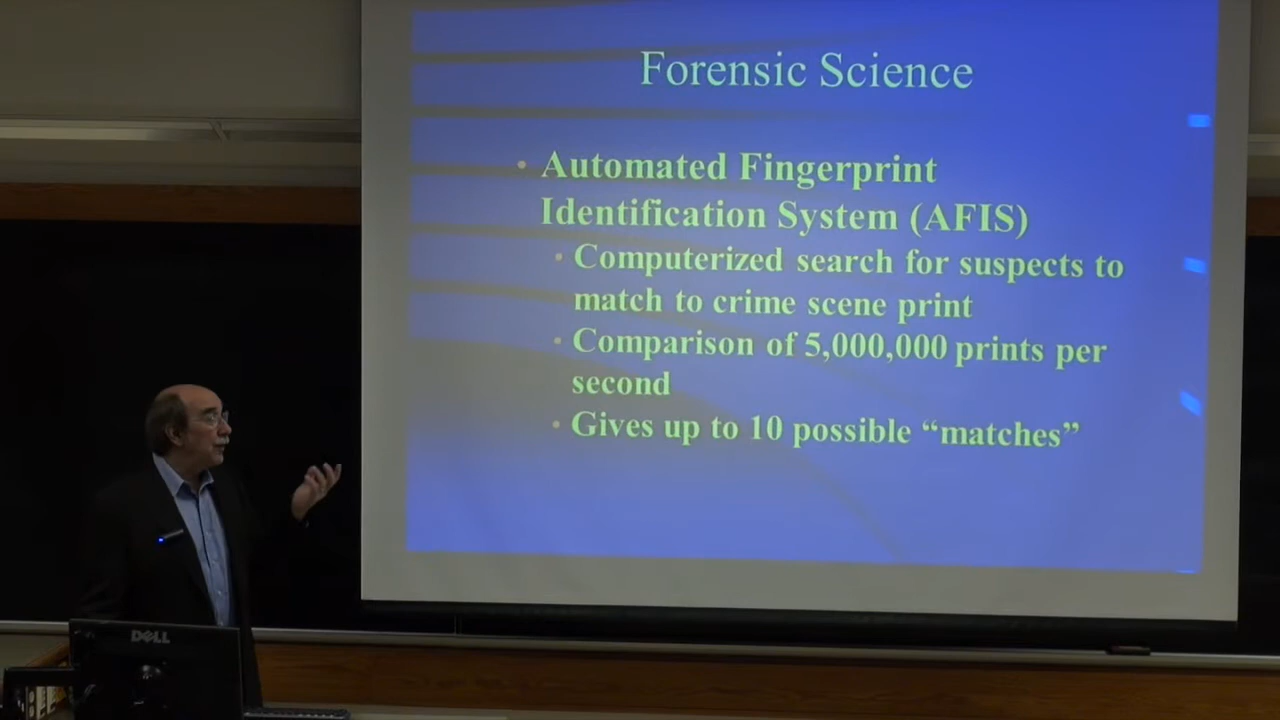 Forensic Science
• Automated Fingerprint
Identification System (AFIS)
• Computerized search for suspects to
match to crime scene print
• Comparison of 5,000,000 prints per
second
• Gives up to 10 possible “matches”
DELL